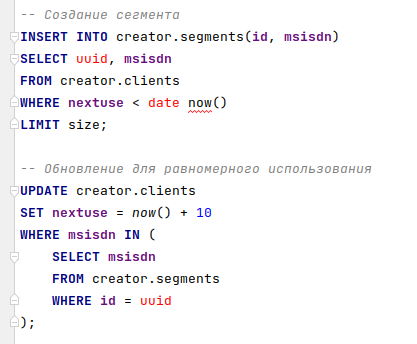 -- Создание сегмента
INSERT INTO creator.segments(id, msisdn)
SELECT uuid, msisdn
FROM creator.clients
WHERE nextuse < date now()
LIMIT size;

-- Обновление для равномерного использования
UPDATE creator.clients
SET nextuse = now() + 10
WHERE msisdn IN (
    SELECT msisdn
    FROM creator.segments
    WHERE id = uuid
);